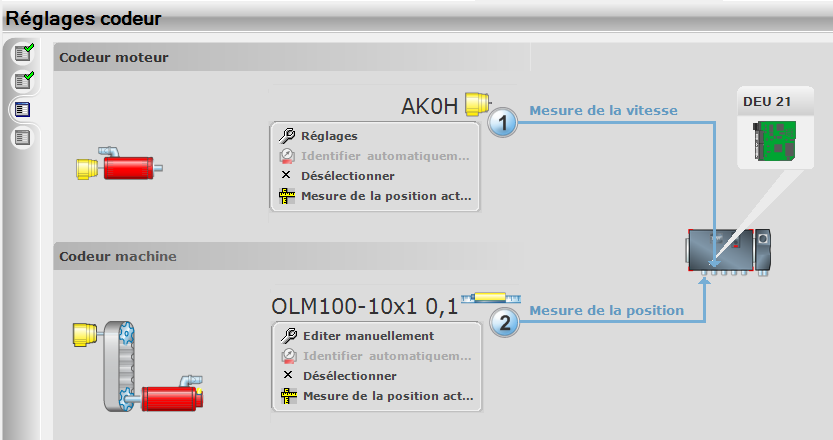 Réglages codeur
Codeur moteur
AK0H
1
Mesure de la vitesse
DEU 21
Réglages
Identifier automatiquem...
Désélectionner
Mesure de la position act...
Codeur machine
OLM100-10x1 0,1
2
Mesure de la position
Editer manuellement
Identifier automatiquem...
Désélectionner
Mesure de la position act...